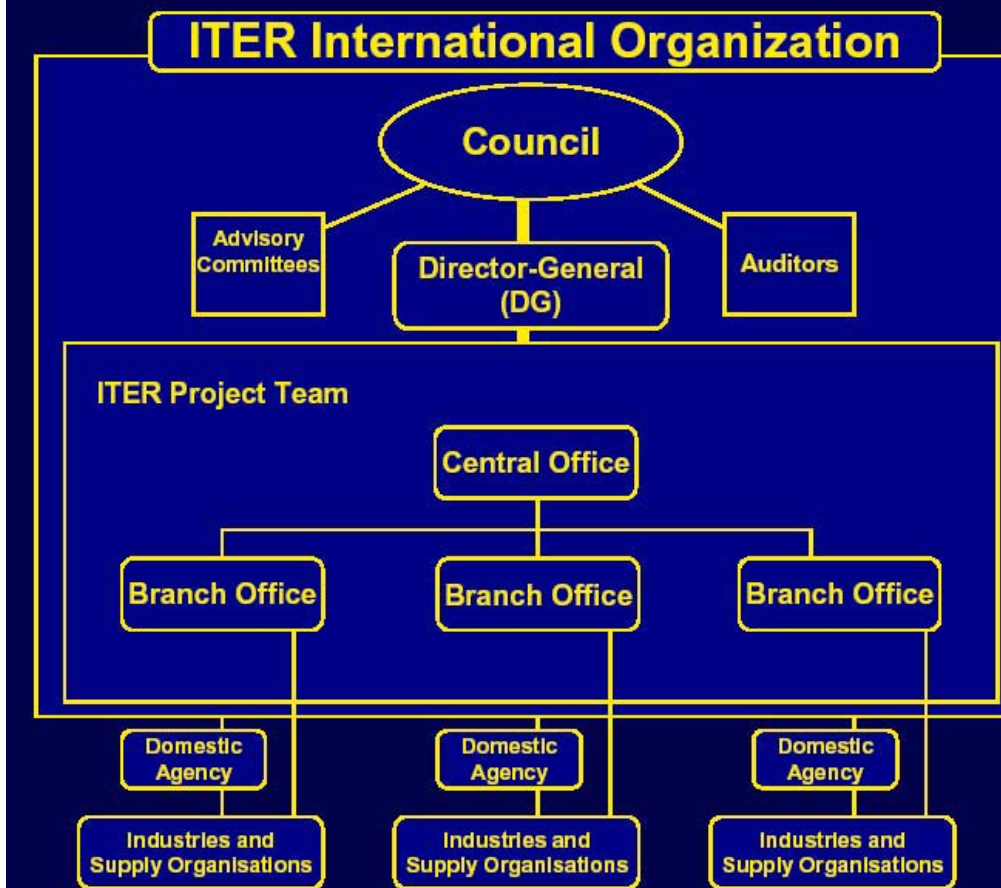 ITER International Organization
Council
Advisory
Committees
Director-General
(DG)
Auditors
ITER Project Team
Central Office
Branch Office
Branch Office
Branch Office
Domestic
Agency
Domestic
Agency
Domestic
Agency
Industries and
Supply Organisations
Industries and
Supply Organisations
Industries and
Supply Organisations